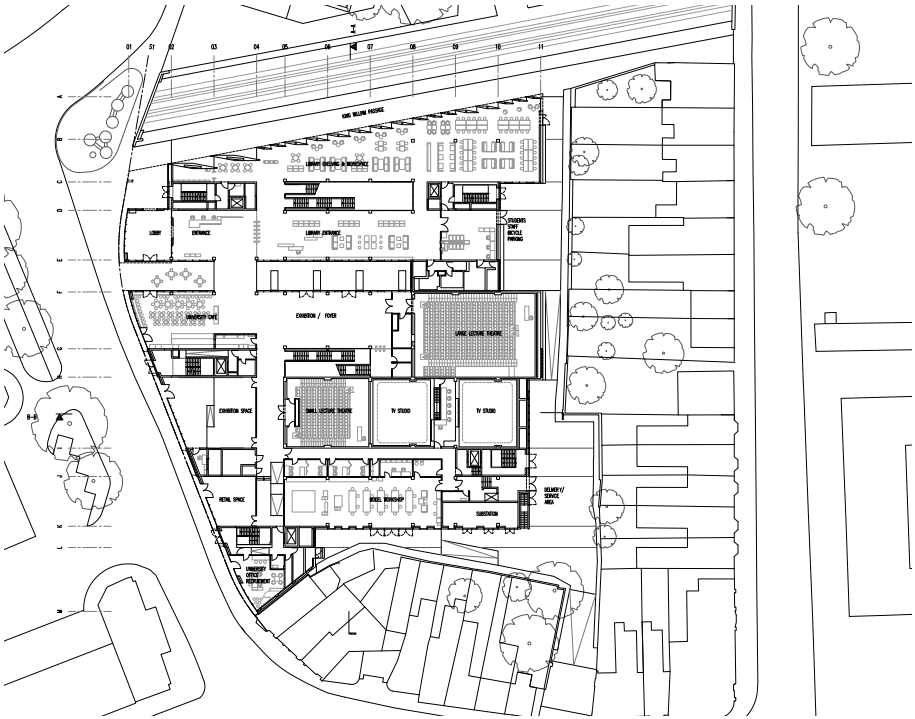 A-A
01 S1 02 03 04 05 06 07 08 09 10 11
A
KING WILLIAM PASSAGE
B
LIBRARY SHELVING & WORKSPACE
C
D
LOBBY
ENTRANCE
LIBRARY ENTRANCE
STUDENTS
STAFF
BICYCLE
PARKING
E
F
UNIVERSITY CAFE
EXHIBITION / FOYER
LARGE LECTURE THEATRE
G
H
B-B
EXHIBITION SPACE
SMALL LECTURE THEATRE
TV STUDIO
TV STUDIO
J
RETAIL SPACE
MODEL WORKSHOP
DELIVERY/
SERVICE
AREA
SUBSTATION
K
L
UNIVERSITY
OFFICE
RECRUITMENT
M